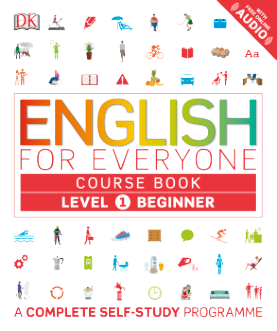 DK
WITH
FREE ONLINE
AUDIO
Aa
ENGLISH
FOR EVERYONE
COURSE BOOK
LEVEL 1 BEGINNER
A COMPLETE SELF-STUDY PROGRAMME